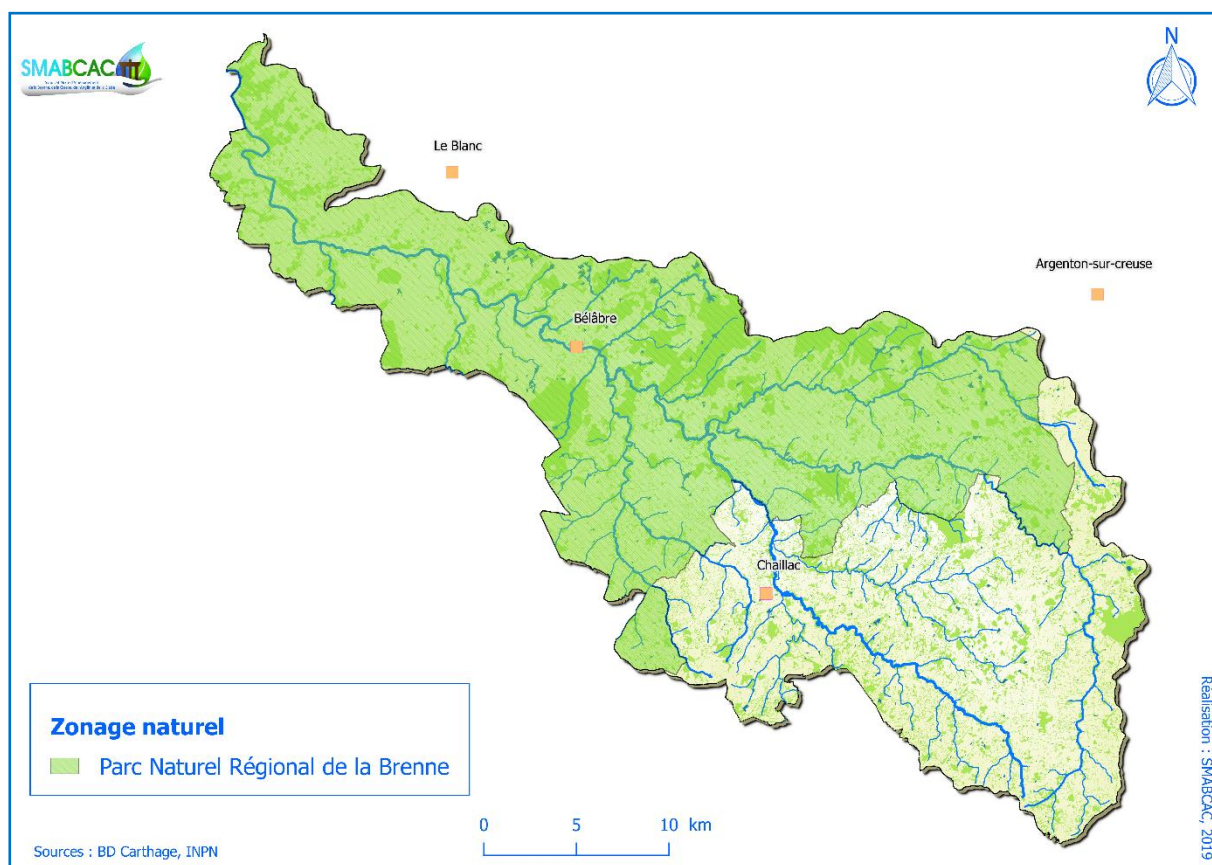 SMABCAC
N
Le Blanc
Argenton-sur-creuse
Bélâbre
Chaillac
Zonage naturel
Parc Naturel Régional de la Brenne
0 5 10 km
Sources : BD Carthage, INPN
Réalisation : SMABCAC, 2019